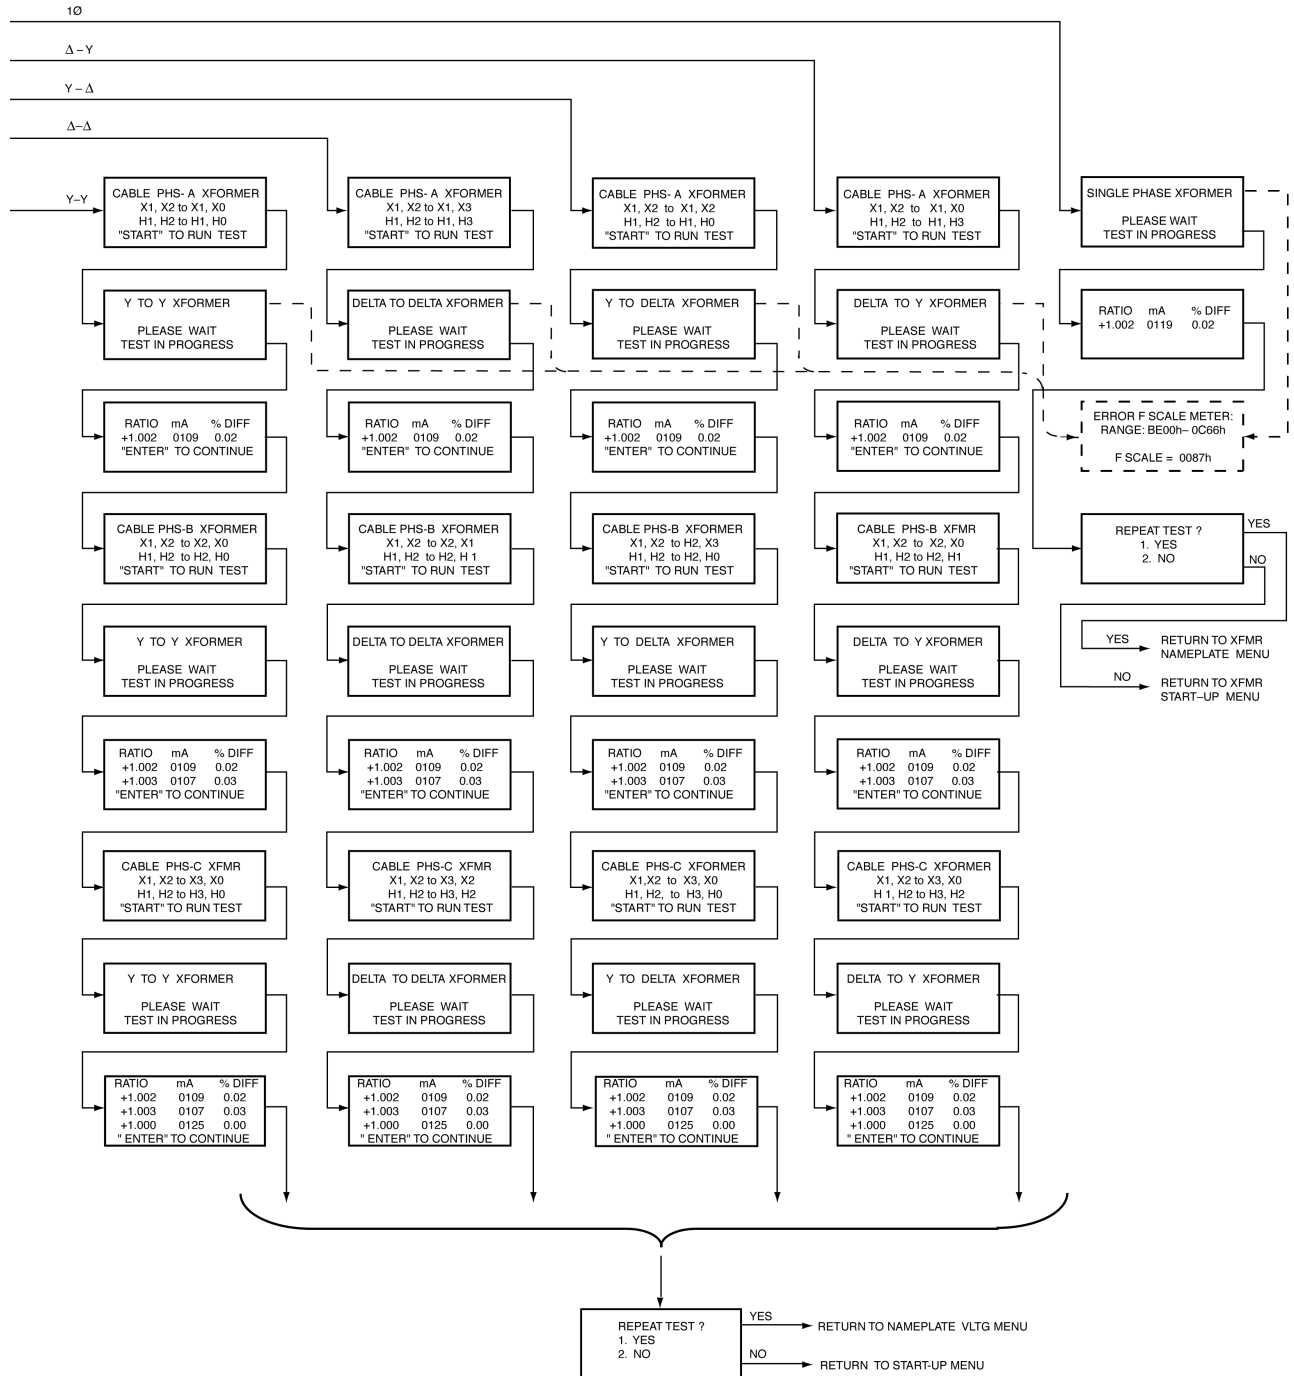 1Ø
Δ – Y
Y – Δ
Δ–Δ
Y–Y
CABLE PHS- A XFORMER
X1, X2 to X1, X0
H1, H2 to H1, H0
"START" TO RUN TEST
Y TO Y XFORMER
PLEASE WAIT
TEST IN PROGRESS
RATIO mA % DIFF
+1.002 0109 0.02
"ENTER" TO CONTINUE
CABLE PHS-B XFORMER
X1, X2 to X2, X0
H1, H2 to H2, H0
"START" TO RUN TEST
Y TO Y XFORMER
PLEASE WAIT
TEST IN PROGRESS
RATIO mA % DIFF
+1.002 0109 0.02
+1.003 0107 0.03
"ENTER" TO CONTINUE
CABLE PHS-C XFMR
X1, X2 to X3, X0
H1, H2 to H3, H0
"START" TO RUN TEST
Y TO Y XFORMER
PLEASE WAIT
TEST IN PROGRESS
RATIO mA % DIFF
+1.002 0109 0.02
+1.003 0107 0.03
+1.000 0125 0.00
" ENTER" TO CONTINUE
CABLE PHS- A XFORMER
X1, X2 to X1, X3
H1, H2 to H1, H3
"START" TO RUN TEST
DELTA TO DELTA XFORMER
PLEASE WAIT
TEST IN PROGRESS
RATIO mA % DIFF
+1.002 0109 0.02
"ENTER" TO CONTINUE
CABLE PHS-B XFORMER
X1, X2 to X2, X1
H1, H2 to H2, H 1
"START" TO RUN TEST
DELTA TO DELTA XFORMER
PLEASE WAIT
TEST IN PROGRESS
RATIO mA % DIFF
+1.002 0109 0.02
+1.003 0107 0.03
"ENTER" TO CONTINUE
CABLE PHS-C XFMR
X1, X2 to X3, X2
H1, H2 to H3, H2
"START" TO RUN TEST
DELTA TO DELTA XFORMER
PLEASE WAIT
TEST IN PROGRESS
RATIO mA % DIFF
+1.002 0109 0.02
+1.003 0107 0.03
+1.000 0125 0.00
" ENTER" TO CONTINUE
CABLE PHS- A XFORMER
X1, X2 to X1, X2
H1, H2 to H1, H0
"START" TO RUN TEST
Y TO DELTA XFORMER
PLEASE WAIT
TEST IN PROGRESS
RATIO mA % DIFF
+1.002 0109 0.02
"ENTER" TO CONTINUE
CABLE PHS-B XFORMER
X1, X2 to H2, X3
H1, H2 to H2, H0
"START" TO RUN TEST
Y TO DELTA XFORMER
PLEASE WAIT
TEST IN PROGRESS
RATIO mA % DIFF
+1.002 0109 0.02
+1.003 0107 0.03
"ENTER" TO CONTINUE
CABLE PHS-C XFORMER
X1,X2 to X3, X0
H1, H2, to H3, H0
"START" TO RUN TEST
Y TO DELTA XFORMER
PLEASE WAIT
TEST IN PROGRESS
RATIO mA % DIFF
+1.002 0109 0.02
+1.003 0107 0.03
+1.000 0125 0.00
" ENTER" TO CONTINUE
CABLE PHS- A XFORMER
X1, X2 to X1, X0
H1, H2 to H1, H3
"START" TO RUN TEST
DELTA TO Y XFORMER
PLEASE WAIT
TEST IN PROGRESS
RATIO mA % DIFF
+1.002 0109 0.02
"ENTER" TO CONTINUE
CABLE PHS-B XFMR
X1, X2 to X2, X0
H1, H2 to H2, H1
"START" TO RUN TEST
DELTA TO Y XFORMER
PLEASE WAIT
TEST IN PROGRESS
RATIO mA % DIFF
+1.002 0109 0.02
+1.003 0107 0.03
"ENTER" TO CONTINUE
CABLE PHS-C XFORMER
X1, X2 to X3, X0
H 1, H2 to H3, H2
"START" TO RUN TEST
DELTA TO Y XFORMER
PLEASE WAIT
TEST IN PROGRESS
RATIO mA % DIFF
+1.002 0109 0.02
+1.003 0107 0.03
+1.000 0125 0.00
" ENTER" TO CONTINUE
SINGLE PHASE XFORMER
PLEASE WAIT
TEST IN PROGRESS
RATIO mA % DIFF
+1.002 0119 0.02
ERROR F SCALE METER:
RANGE: BE00h– 0C66h
F SCALE = 0087h
REPEAT TEST ?
1. YES
2. NO
YES
NO
YES
RETURN TO XFMR
NAMEPLATE MENU
NO
RETURN TO XFMR
START–UP MENU
REPEAT TEST ?
1. YES
2. NO
YES
RETURN TO NAMEPLATE VLTG MENU
NO
RETURN TO START-UP MENU